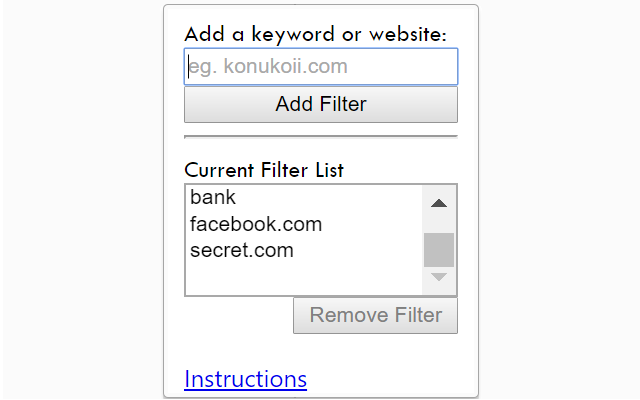 Add a keyword or website:
eg. konukoii.com
Add Filter
Current Filter List
bank
facebook.com
secret.com
Remove Filter
Instructions